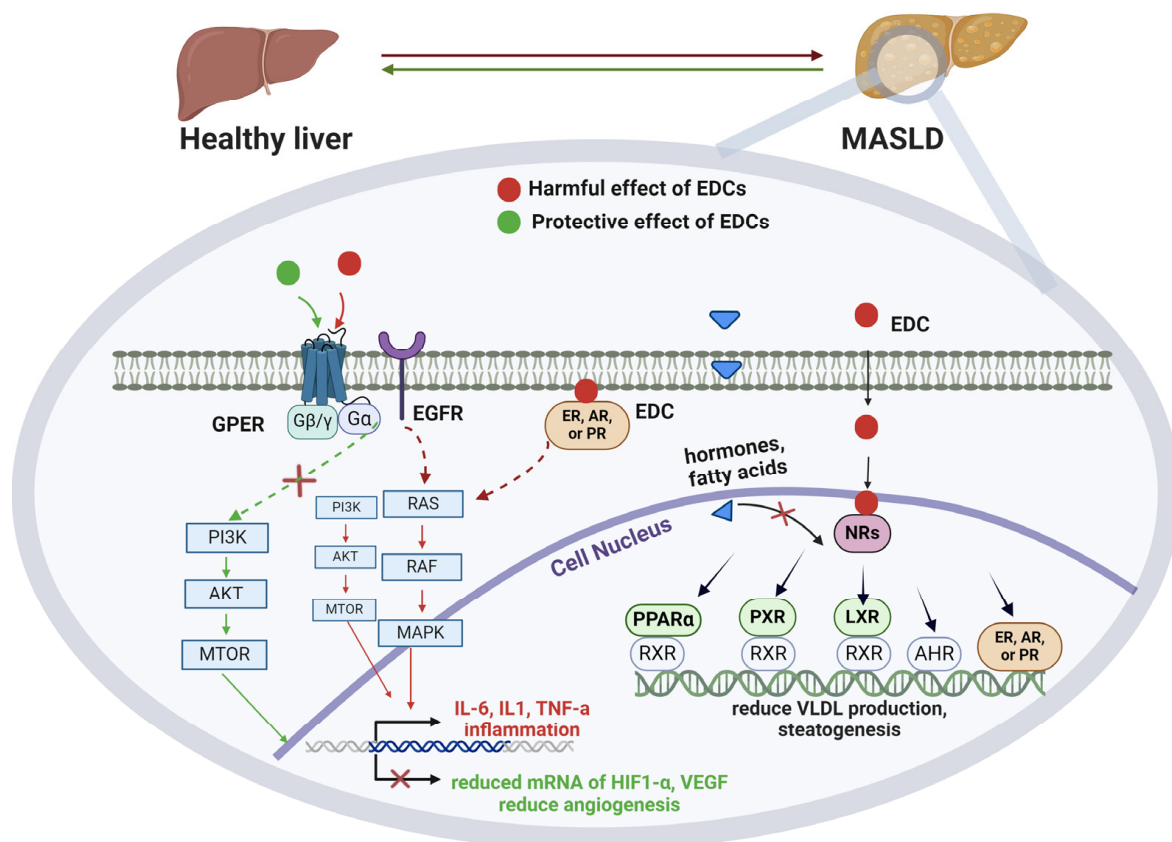 Healthy liver
MASLD
Harmful effect of EDCs
Protective effect of EDCs
EDC
GPER
Gβ/γ
Gα
EGFR
ER, AR,
or PR
EDC
hormones,
fatty acids
PI3K
AKT
MTOR
PI3K
AKT
MTOR
RAS
RAF
MAPK
Cell Nucleus
NRs
PPARα
RXR
PXR
RXR
LXR
RXR
AHR
ER, AR,
or PR
reduce VLDL production,
steatogenesis
IL-6, IL1, TNF-a
inflammation
reduced mRNA of HIF1-α, VEGF
reduce angiogenesis